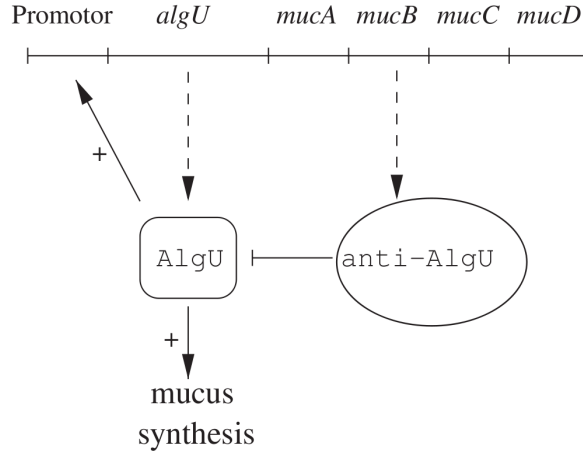 Promotor algU mucA mucB mucC mucD
+
AlgU anti-AlgU
+
mucus
synthesis